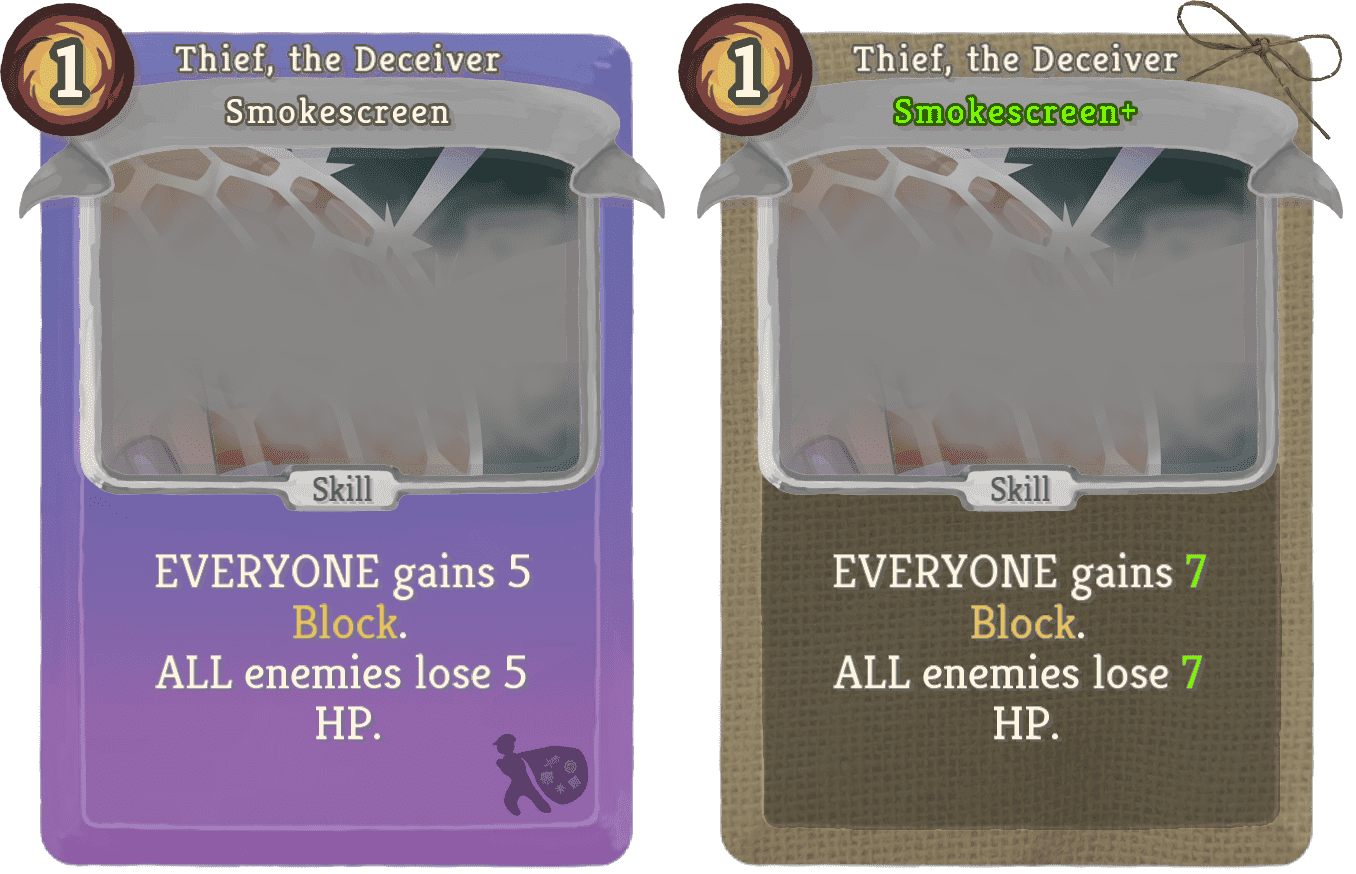 1
Thief, the Deceiver
Smokescreen
Skill
EVERYONE gains 5
Block.
ALL enemies lose 5
HP.
1
Thief, the Deceiver
Smokescreen+
Skill
EVERYONE gains 7
Block.
ALL enemies lose 7
HP.